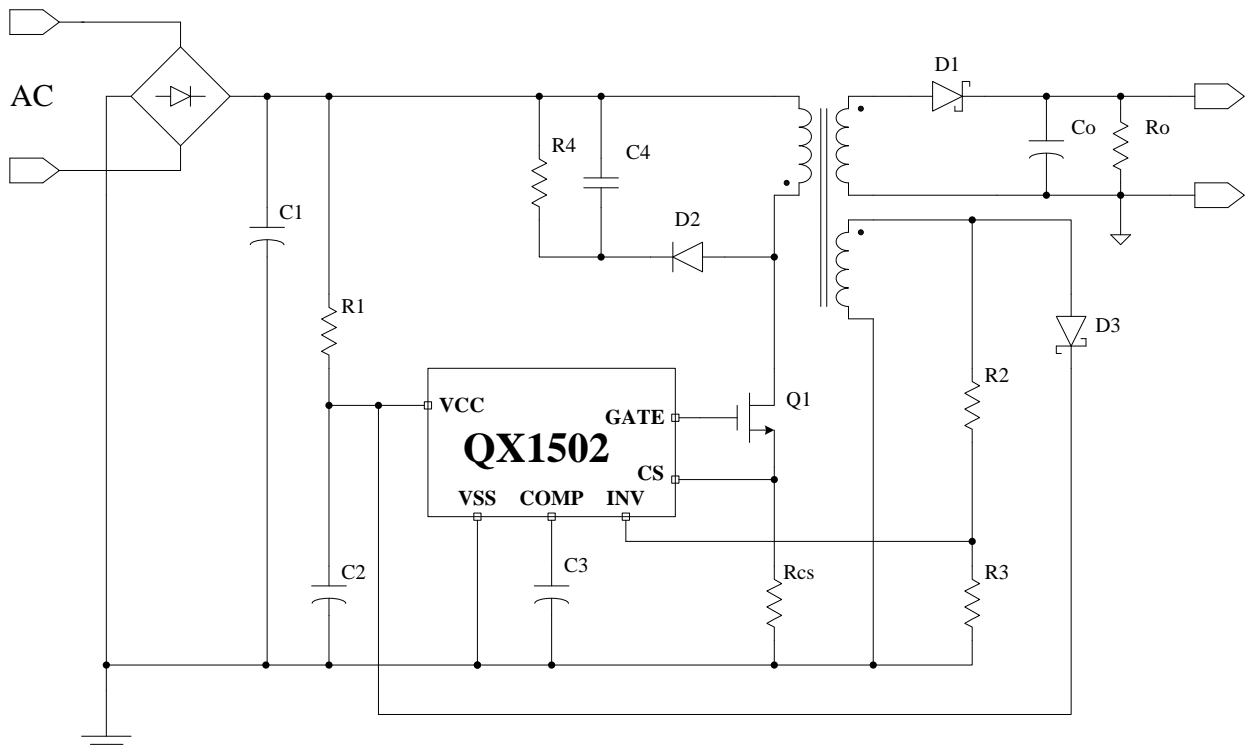 D1
AC
R4
C4
Co
Ro
D2
C1
R1
D3
R2
VCC
GATE
Q1
QX1502
CS
VSS
COMP
INV
C2
C3
Rcs
R3